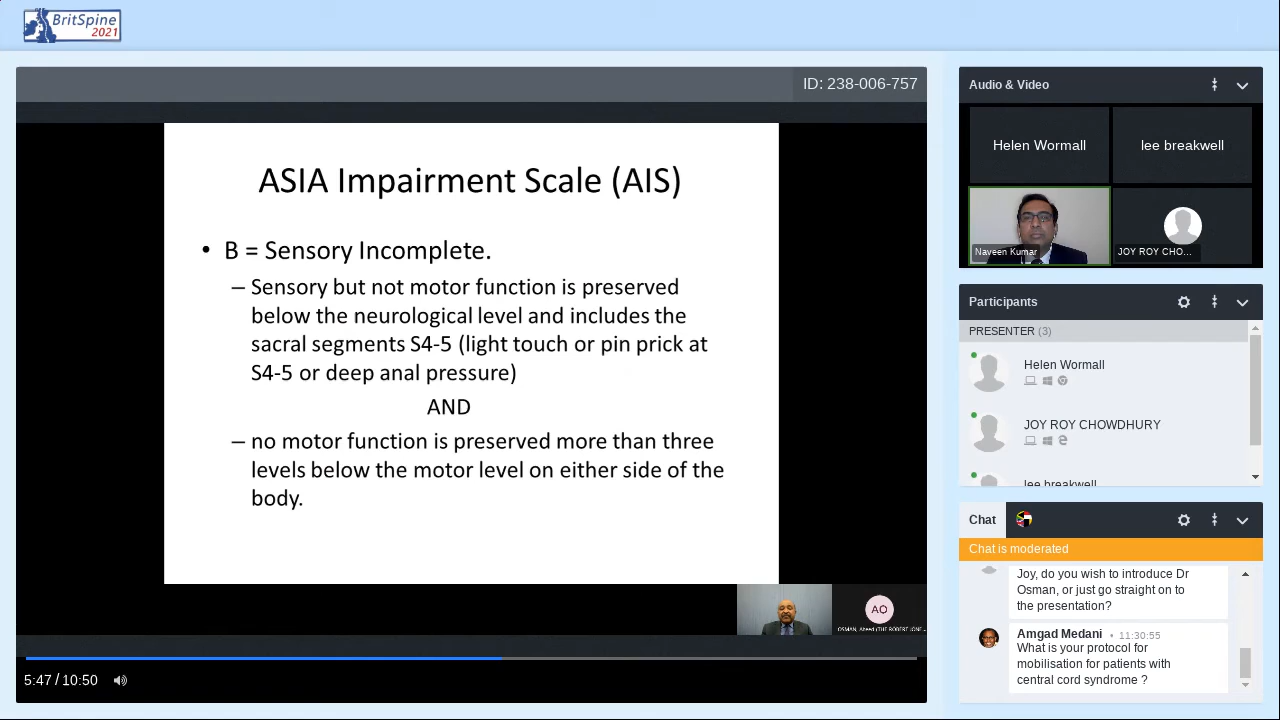 BritSpine
2021
ID: 238-006-757
ASIA Impairment Scale (AIS)
• B = Sensory Incomplete.
– Sensory but not motor function is preserved
below the neurological level and includes the
sacral segments S4-5 (light touch or pin prick at
S4-5 or deep anal pressure)
AND
– no motor function is preserved more than three
levels below the motor level on either side of the
body.
AO
OSMAN, Aheed (THE ROBERT JONE...
5:47 / 10:50
Audio & Video
Helen Wormall
lee breakwell
Naveen Kumar
JOY ROY CHO...
Participants
PRESENTER (3)
Helen Wormall
JOY ROY CHOWDHURY
lee breakwell
Chat
Chat is moderated
Joy, do you wish to introduce Dr
Osman, or just go straight on to
the presentation?
Amgad Medani • 11:30:55
What is your protocol for
mobilisation for patients with
central cord syndrome ?